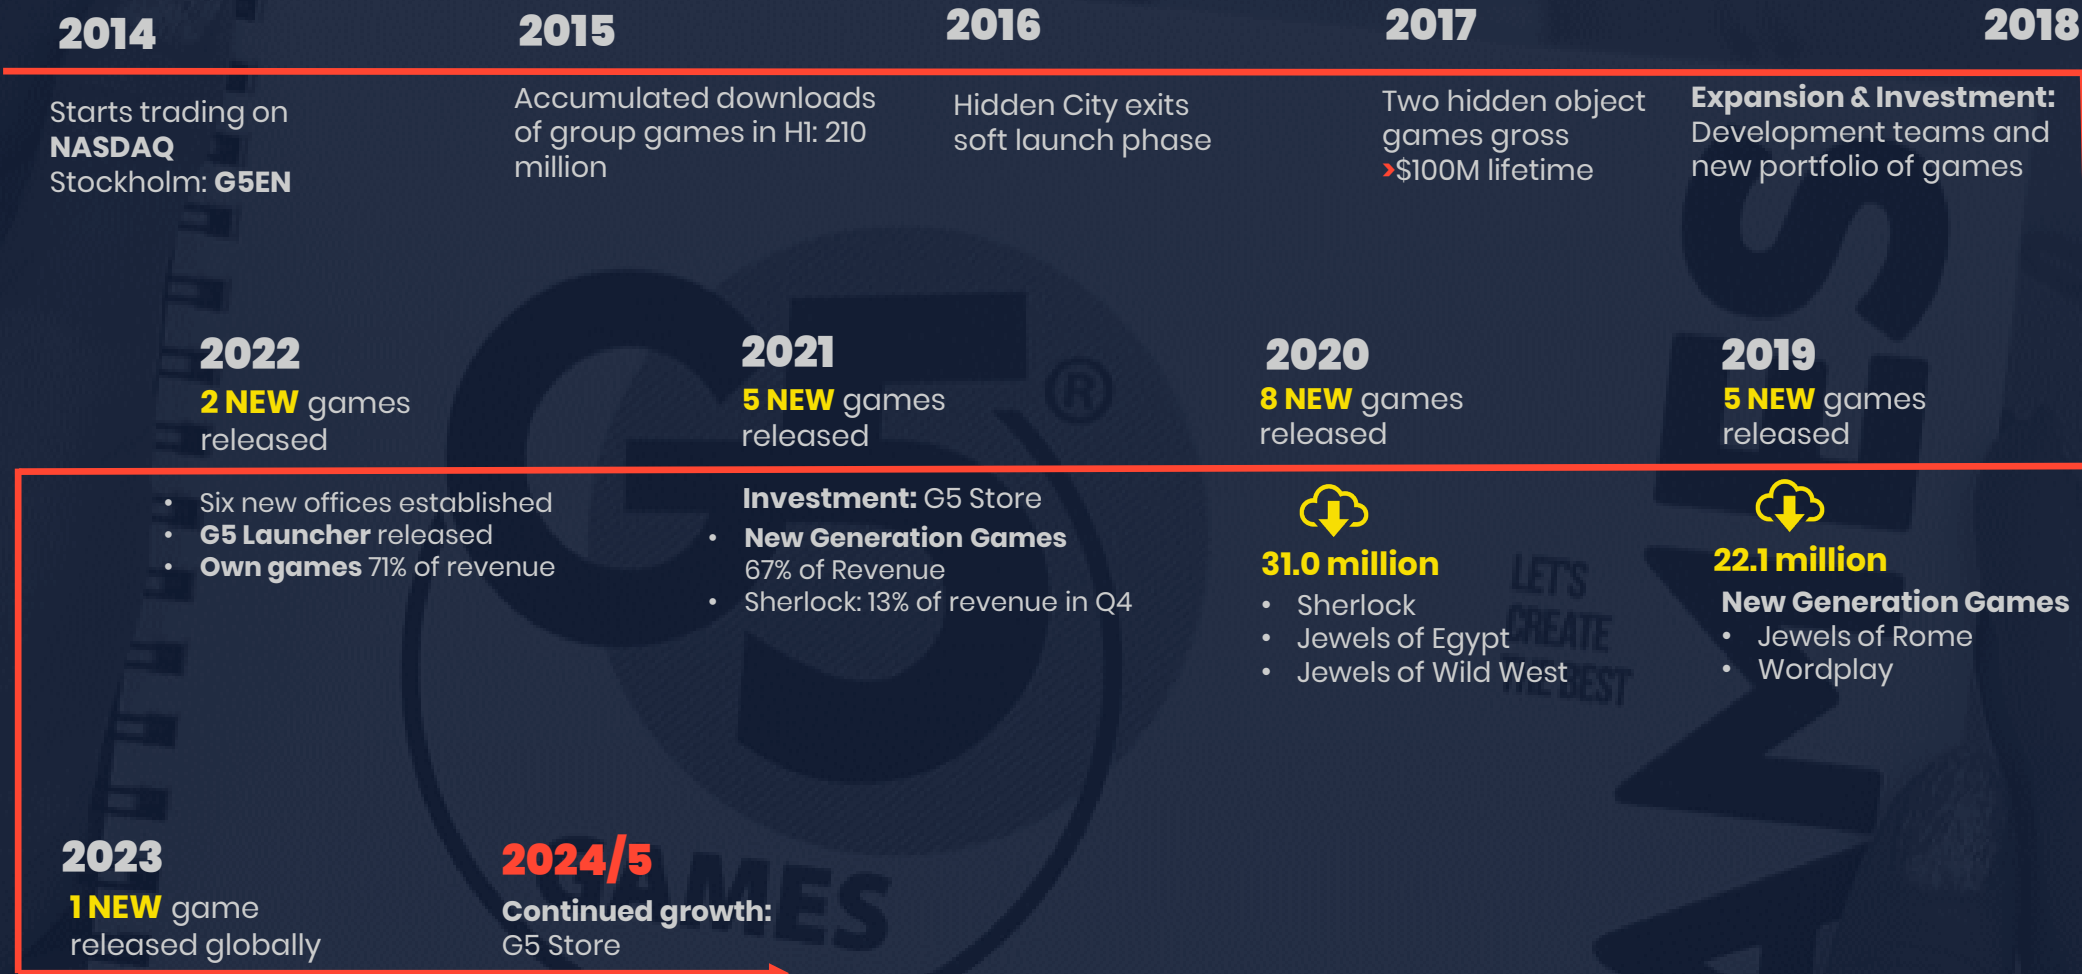 2014
Starts trading on
NASDAQ
Stockholm: G5EN
2015
Accumulated downloads
of group games in H1: 210
million
2016
Hidden City exits
soft launch phase
2017
Two hidden object
games gross
>$100M lifetime
2018
Expansion & Investment:
Development teams and
new portfolio of games
2019
5 NEW games
released
22.1 million
New Generation Games
• Jewels of Rome
• Wordplay
2020
8 NEW games
released
31.0 million
• Sherlock
• Jewels of Egypt
• Jewels of Wild West
2021
5 NEW games
released
Investment: G5 Store
• New Generation Games
67% of Revenue
• Sherlock: 13% of revenue in Q4
2022
2 NEW games
released
• Six new offices established
• G5 Launcher released
• Own games 71% of revenue
2023
1 NEW game
released globally
2024/5
Continued growth:
G5 Store
G5®
GAMES
LET'S
CREATE
THE BEST